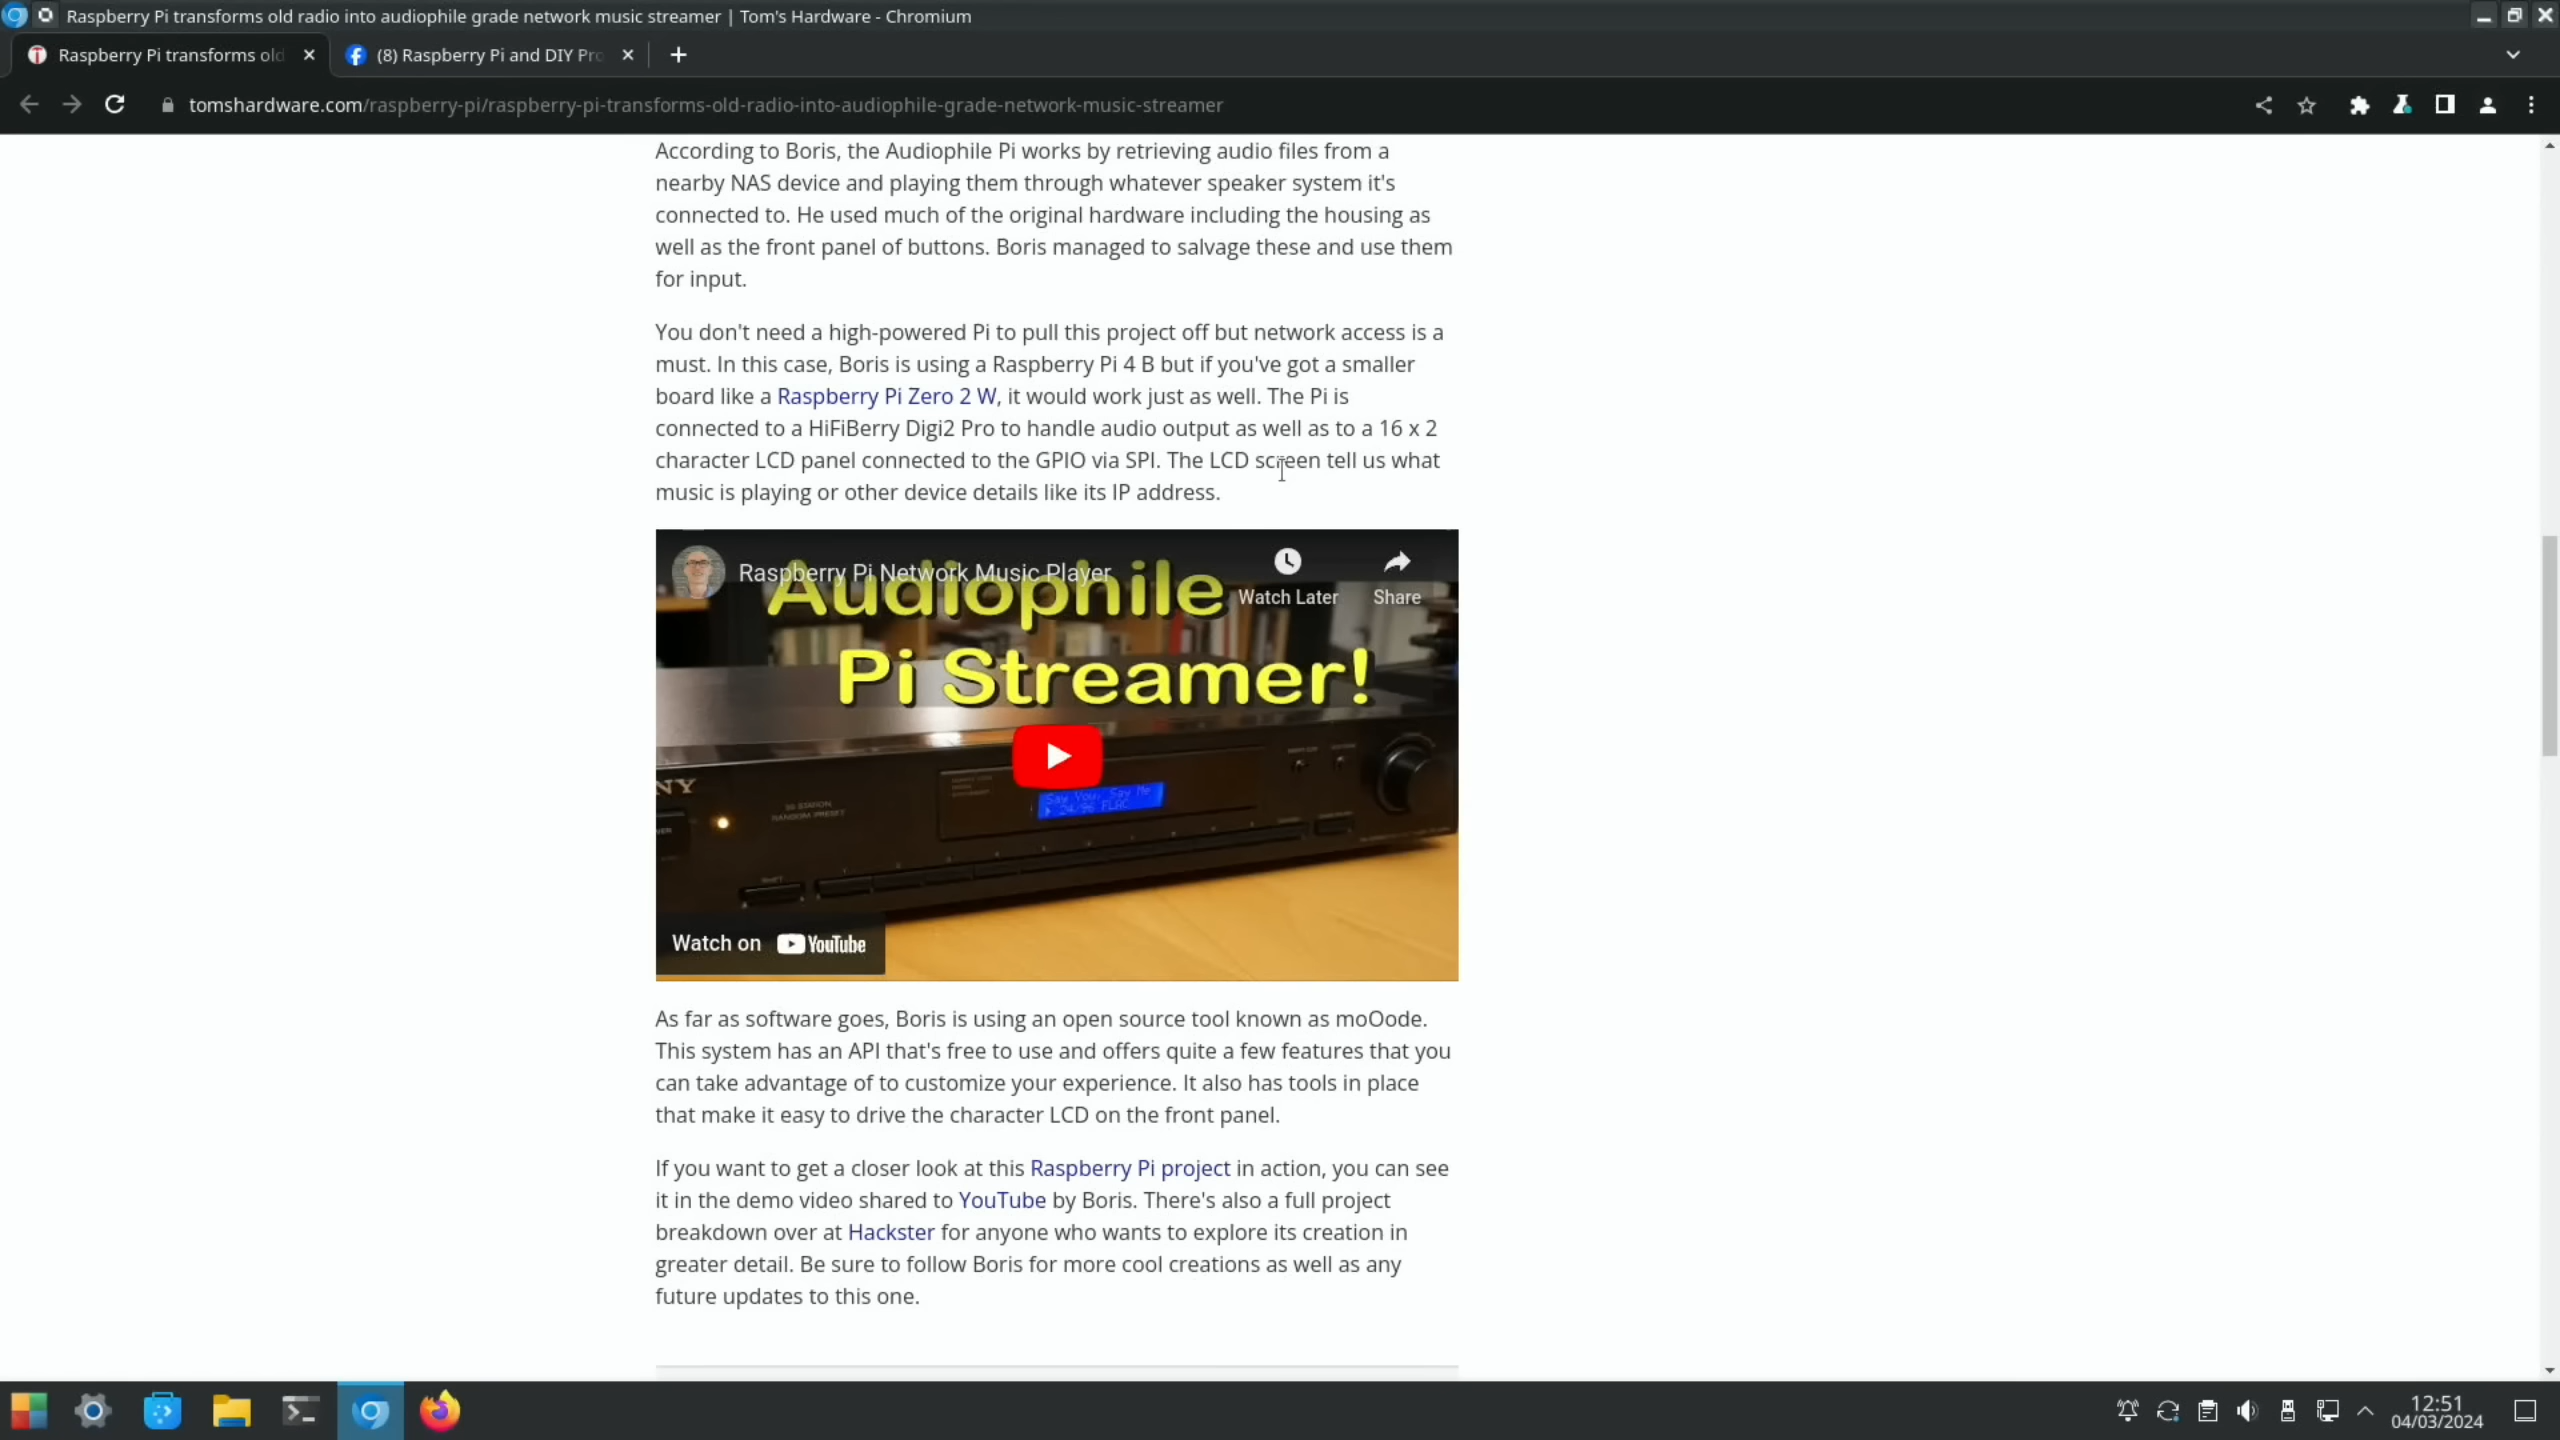 Raspberry Pi transforms old radio into audiophile grade network music streamer | Tom's Hardware - Chromium
Raspberry Pi transforms old
(8) Raspberry Pi and DIY Pro
tomshardware.com/raspberry-pi/raspberry-pi-transforms-old-radio-into-audiophile-grade-network-music-streamer
According to Boris, the Audiophile Pi works by retrieving audio files from a
nearby NAS device and playing them through whatever speaker system it's
connected to. He used much of the original hardware including the housing as
well as the front panel of buttons. Boris managed to salvage these and use them
for input.
You don't need a high-powered Pi to pull this project off but network access is a
must. In this case, Boris is using a Raspberry Pi 4 B but if you've got a smaller
board like a Raspberry Pi Zero 2 W, it would work just as well. The Pi is
connected to a HiFiBerry Digi2 Pro to handle audio output as well as to a 16 x 2
character LCD panel connected to the GPIO via SPI. The LCD screen tell us what
music is playing or other device details like its IP address.
Raspberry Pi Network Music Player
Watch Later
Share
Audiophile
Pi Streamer!
NY
RANDOM PRESET
Say You, Say Me
24/96 FLAC
Watch on YouTube
As far as software goes, Boris is using an open source tool known as moOode.
This system has an API that's free to use and offers quite a few features that you
can take advantage of to customize your experience. It also has tools in place
that make it easy to drive the character LCD on the front panel.
If you want to get a closer look at this Raspberry Pi project in action, you can see
it in the demo video shared to YouTube by Boris. There's also a full project
breakdown over at Hackster for anyone who wants to explore its creation in
greater detail. Be sure to follow Boris for more cool creations as well as any
future updates to this one.
12:51
04/03/2024